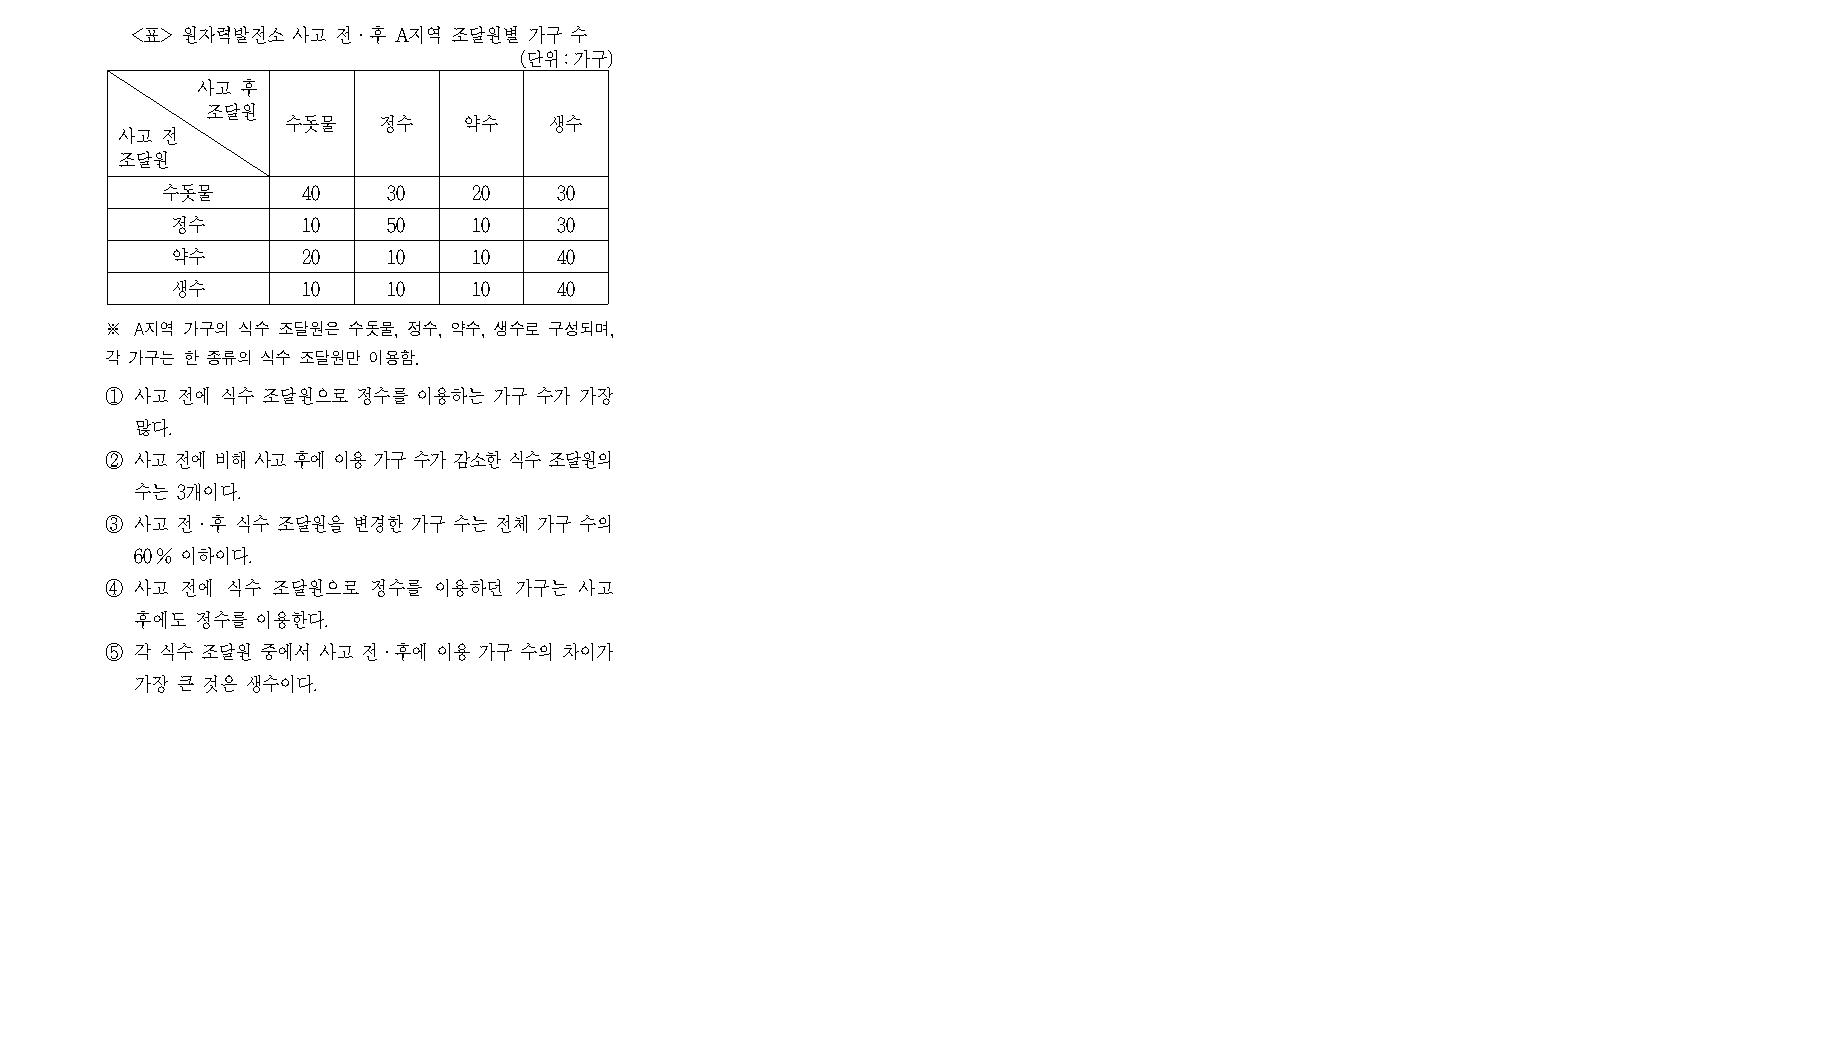 <표> 원자력발전소 사고 전·후 A지역 조달원별 가구 수
(단위 : 가구)
사고 후
조달원
사고 전
조달원
수돗물 정수 약수 생수
수돗물 40 30 20 30
정수 10 50 10 30
약수 20 10 10 40
생수 10 10 10 40
※ A지역 가구의 식수 조달원은 수돗물, 정수, 약수, 생수로 구성되며,
각 가구는 한 종류의 식수 조달원만 이용함.
① 사고 전에 식수 조달원으로 정수를 이용하는 가구 수가 가장
많다.
② 사고 전에 비해 사고 후에 이용 가구 수가 감소한 식수 조달원의
수는 3개이다.
③ 사고 전·후 식수 조달원을 변경한 가구 수는 전체 가구 수의
60% 이하이다.
④ 사고 전에 식수 조달원으로 정수를 이용하던 가구는 사고
후에도 정수를 이용한다.
⑤ 각 식수 조달원 중에서 사고 전·후에 이용 가구 수의 차이가
가장 큰 것은 생수이다.